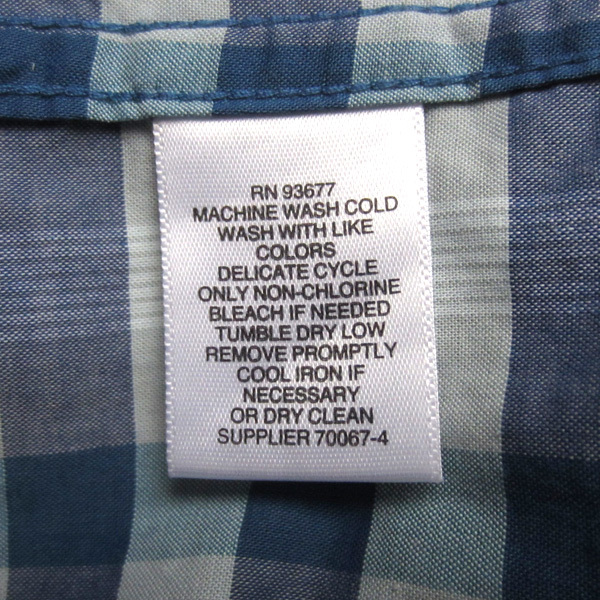 RN 93677
MACHINE WASH COLD
WASH WITH LIKE
COLORS
DELICATE CYCLE
ONLY NON-CHLORINE
BLEACH IF NEEDED
TUMBLE DRY LOW
REMOVE PROMPTLY
COOL IRON IF
NECESSARY
OR DRY CLEAN
SUPPLIER 70067-4